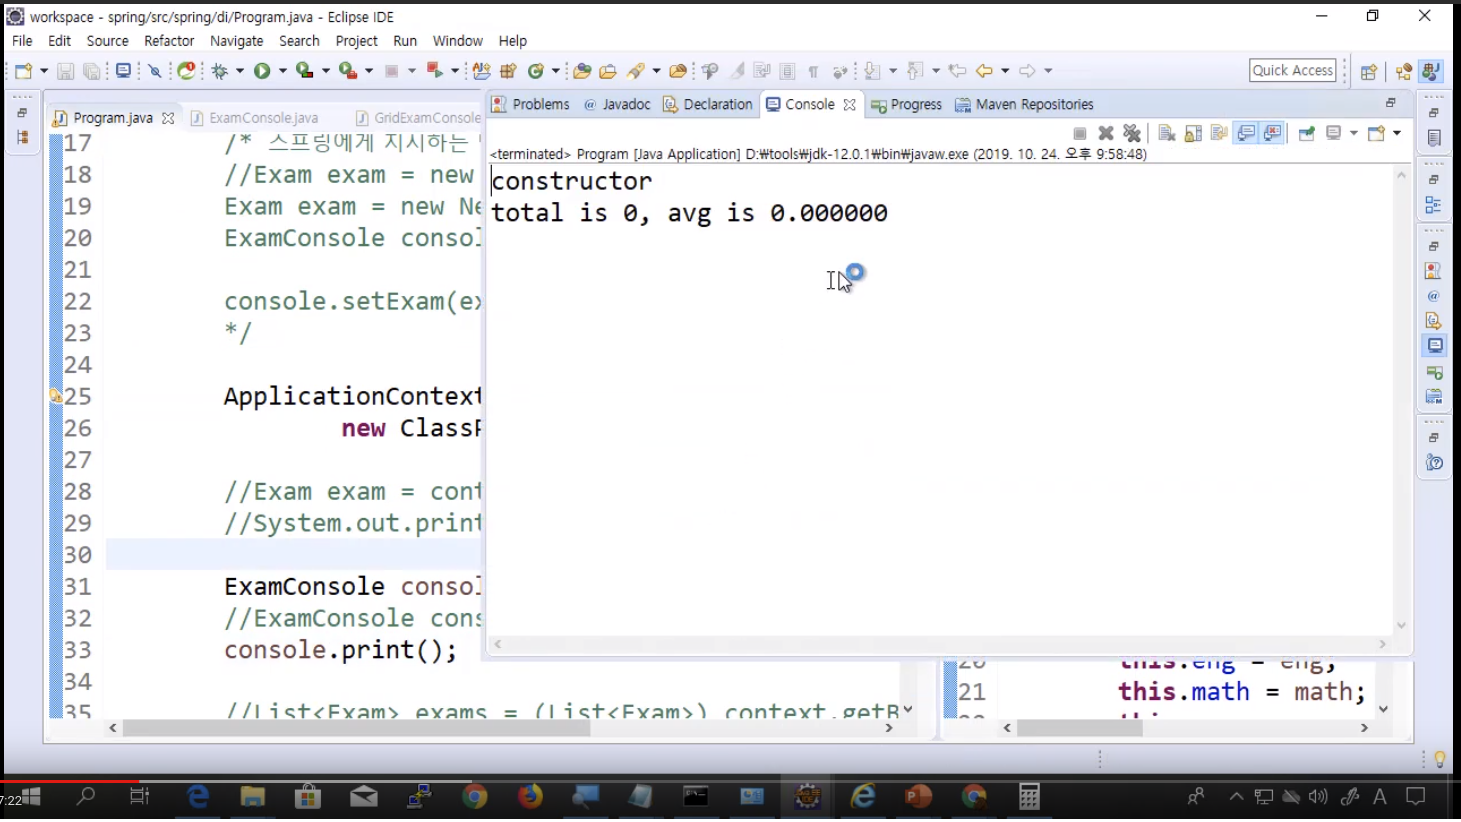 workspace - spring/src/spring/di/Program.java - Eclipse IDE
File Edit Source Refactor Navigate Search Project Run Window Help
Quick Access
Program.java ExamConsole.java GridExamConsole
Problems @ Javadoc Declaration Console Progress Maven Repositories
<terminated> Program [Java Application] D:₩tools₩jdk-12.0.1₩bin₩javaw.exe (2019. 10. 24. 오후 9:58:48)
constructor
total is 0, avg is 0.000000
17 /* 스프링에게 지시하는
18 //Exam exam = new
19 Exam exam = new Ne
20 ExamConsole consol
21
22 console.setExam(ex
23 */
24
25 ApplicationContext
26 new ClassP
27
28 //Exam exam = cont
29 //System.out.print
30
31 ExamConsole consol
32 //ExamConsole cons
33 console.print();
34
35 //List<Exam> exams = (List<Exam>) context.getB
20 this.eng = eng;
21 this.math = math;
7:22
A